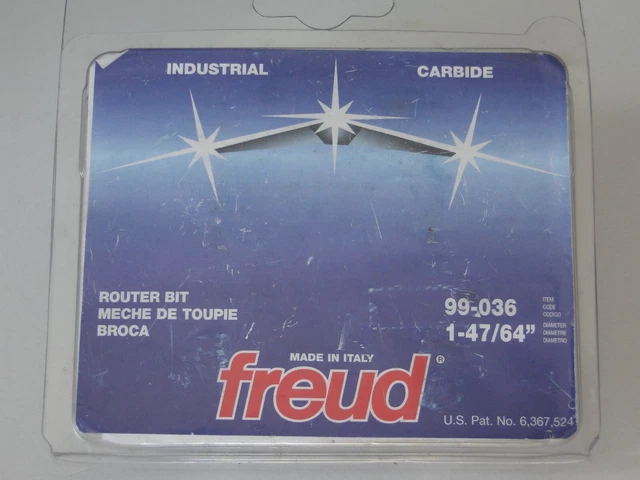 INDUSTRIAL CARBIDE
ROUTER BIT
MECHE DE TOUPIE
BROCA
99-036
ITEM
CODE
CODIGO
1-47/64”
DIAMETER
DIAMETRE
DIAMETRO
MADE IN ITALY
freud®
U.S. Pat. No. 6,367,524